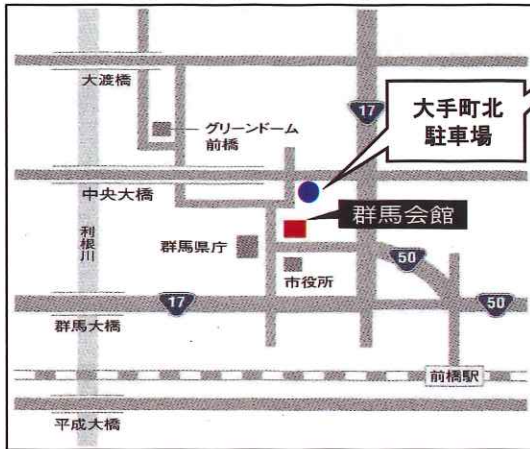 大渡橋
17
大手町北
駐車場
グリーンドーム
前橋
中央大橋
群馬会館
利根川
群馬県庁
50
市役所
17
50
群馬大橋
前橋駅
平成大橋